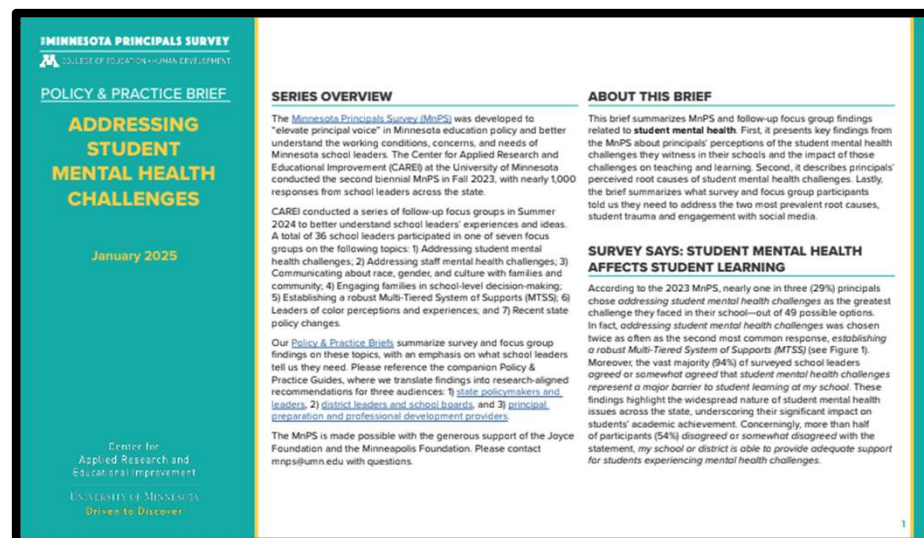 THE MINNESOTA PRINCIPALS SURVEY
COLLEGE OF EDUCATION + HUMAN DEVELOPMENT
POLICY & PRACTICE BRIEF
ADDRESSING
STUDENT
MENTAL HEALTH
CHALLENGES
January 2025
Center for
Applied Research and
Educational Improvement
UNIVERSITY OF MINNESOTA
Driven to Discover
SERIES OVERVIEW
The Minnesota Principals Survey (MnPS) was developed to
"elevate principal voice" in Minnesota education policy and better
understand the working conditions, concerns, and needs of
Minnesota school leaders. The Center for Applied Research and
Educational Improvement (CAREI) at the University of Minnesota
conducted the second biennial MnPS in Fall 2023, with nearly 1,000
responses from school leaders across the state.
CAREI conducted a series of follow-up focus groups in Summer
2024 to better understand school leaders' experiences and ideas.
A total of 36 school leaders participated in one of seven focus
groups on the following topics: 1) Addressing student mental
health challenges; 2) Addressing staff mental health challenges; 3)
Communicating about race, gender, and culture with families and
community; 4) Engaging families in school-level decision-making;
5) Establishing a robust Multi-Tiered System of Supports (MTSS); 6)
Leaders of color perceptions and experiences; and 7) Recent state
policy changes.
Our Policy & Practice Briefs summarize survey and focus group
findings on these topics, with an emphasis on what school leaders
tell us they need. Please reference the companion Policy &
Practice Guides, where we translate findings into research-aligned
recommendations for three audiences: 1) state policymakers and
leaders, 2) district leaders and school boards, and 3) principal
preparation and professional development providers.
The MnPS is made possible with the generous support of the Joyce
Foundation and the Minneapolis Foundation. Please contact
mnps@umn.edu with questions.
ABOUT THIS BRIEF
This brief summarizes MnPS and follow-up focus group findings
related to student mental health. First, it presents key findings from
the MnPS about principals' perceptions of the student mental health
challenges they witness in their schools and the impact of those
challenges on teaching and learning. Second, it describes principals'
perceived root causes of student mental health challenges. Lastly,
the brief summarizes what survey and focus group participants
told us they need to address the two most prevalent root causes,
student trauma and engagement with social media.
SURVEY SAYS: STUDENT MENTAL HEALTH
AFFECTS STUDENT LEARNING
According to the 2023 MnPS, nearly one in three (29%) principals
chose addressing student mental health challenges as the greatest
challenge they faced in their school—out of 49 possible options.
In fact, addressing student mental health challenges was chosen
twice as often as the second most common response, establishing
a robust Multi-Tiered System of Supports (MTSS) (see Figure 1).
Moreover, the vast majority (94%) of surveyed school leaders
agreed or somewhat agreed that student mental health challenges
represent a major barrier to student learning at my school. These
findings highlight the widespread nature of student mental health
issues across the state, underscoring their significant impact on
students' academic achievement. Concerningly, more than half
of participants (54%) disagreed or somewhat disagreed with the
statement, my school or district is able to provide adequate support
for students experiencing mental health challenges.
1